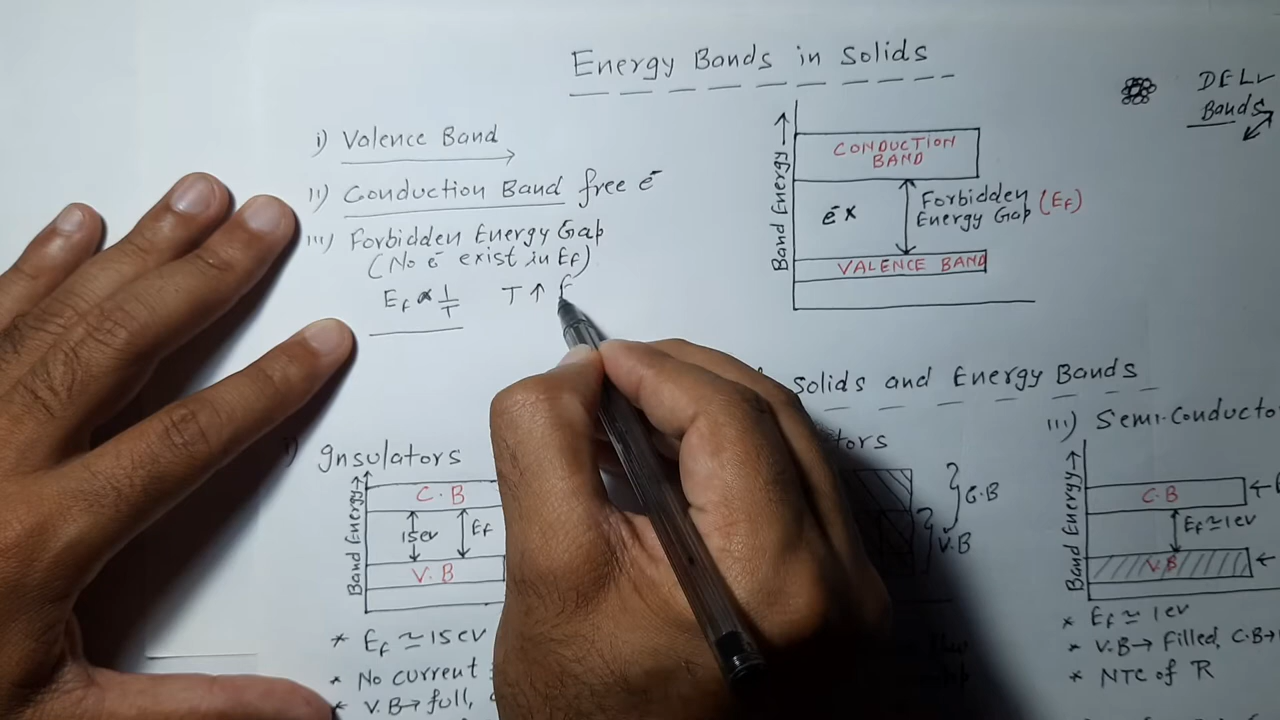 Energy Bands in Solids
i) Valence Band
ii) Conduction Band free e⁻
iii) Forbidden Energy Gap
(No e⁻ exist in Ef)
Ef ∝ 1/T T↑
Band Energy →
CONDUCTION
BAND
e⁻ x
Forbidden
Energy Gap (Ef)
VALENCE BAND
Bands
Solids and Energy Bands
i) Insulators
Band Energy →
C.B
15ev
Ef
V.B
* Ef ≃ 15ev
* No current
* V.B → full,
tors
C.B
V.B
iii) Semi-Conducto
Band Energy →
C.B
Ef ≃ 1ev
V.B
* Ef ≃ 1ev
* V.B → Filled, C.B →
* NTC of R